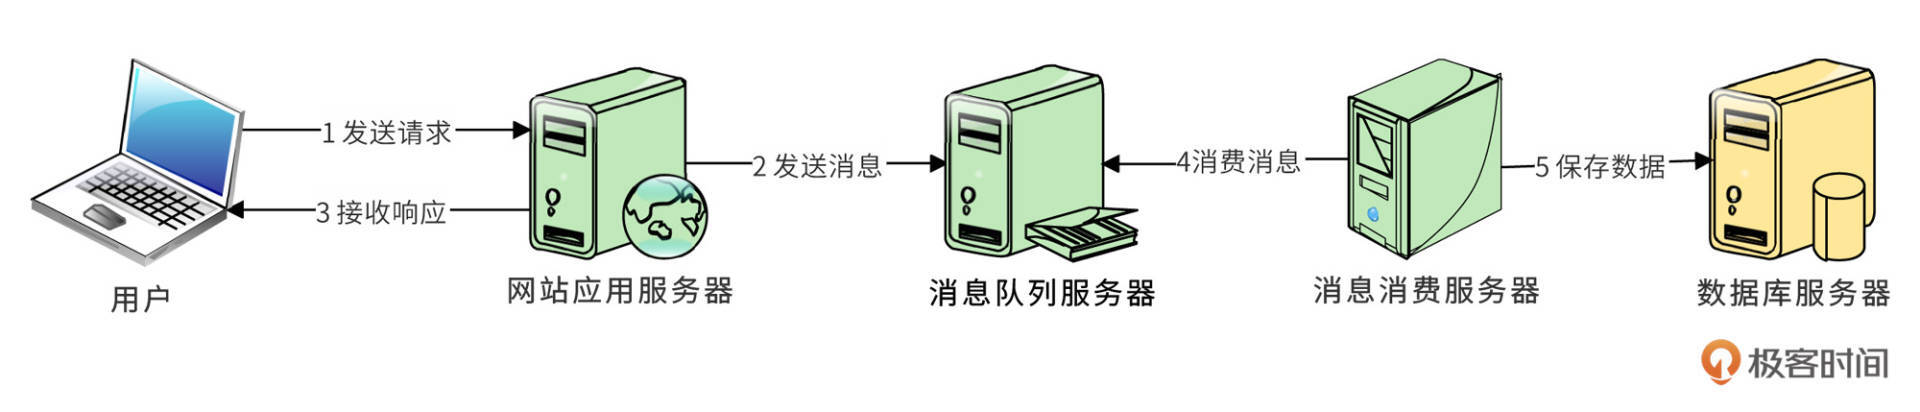 1 发送请求
2 发送消息
3 接收响应
4消费消息
5 保存数据
用户
网站应用服务器
消息队列服务器
消息消费服务器
数据库服务器
极客时间